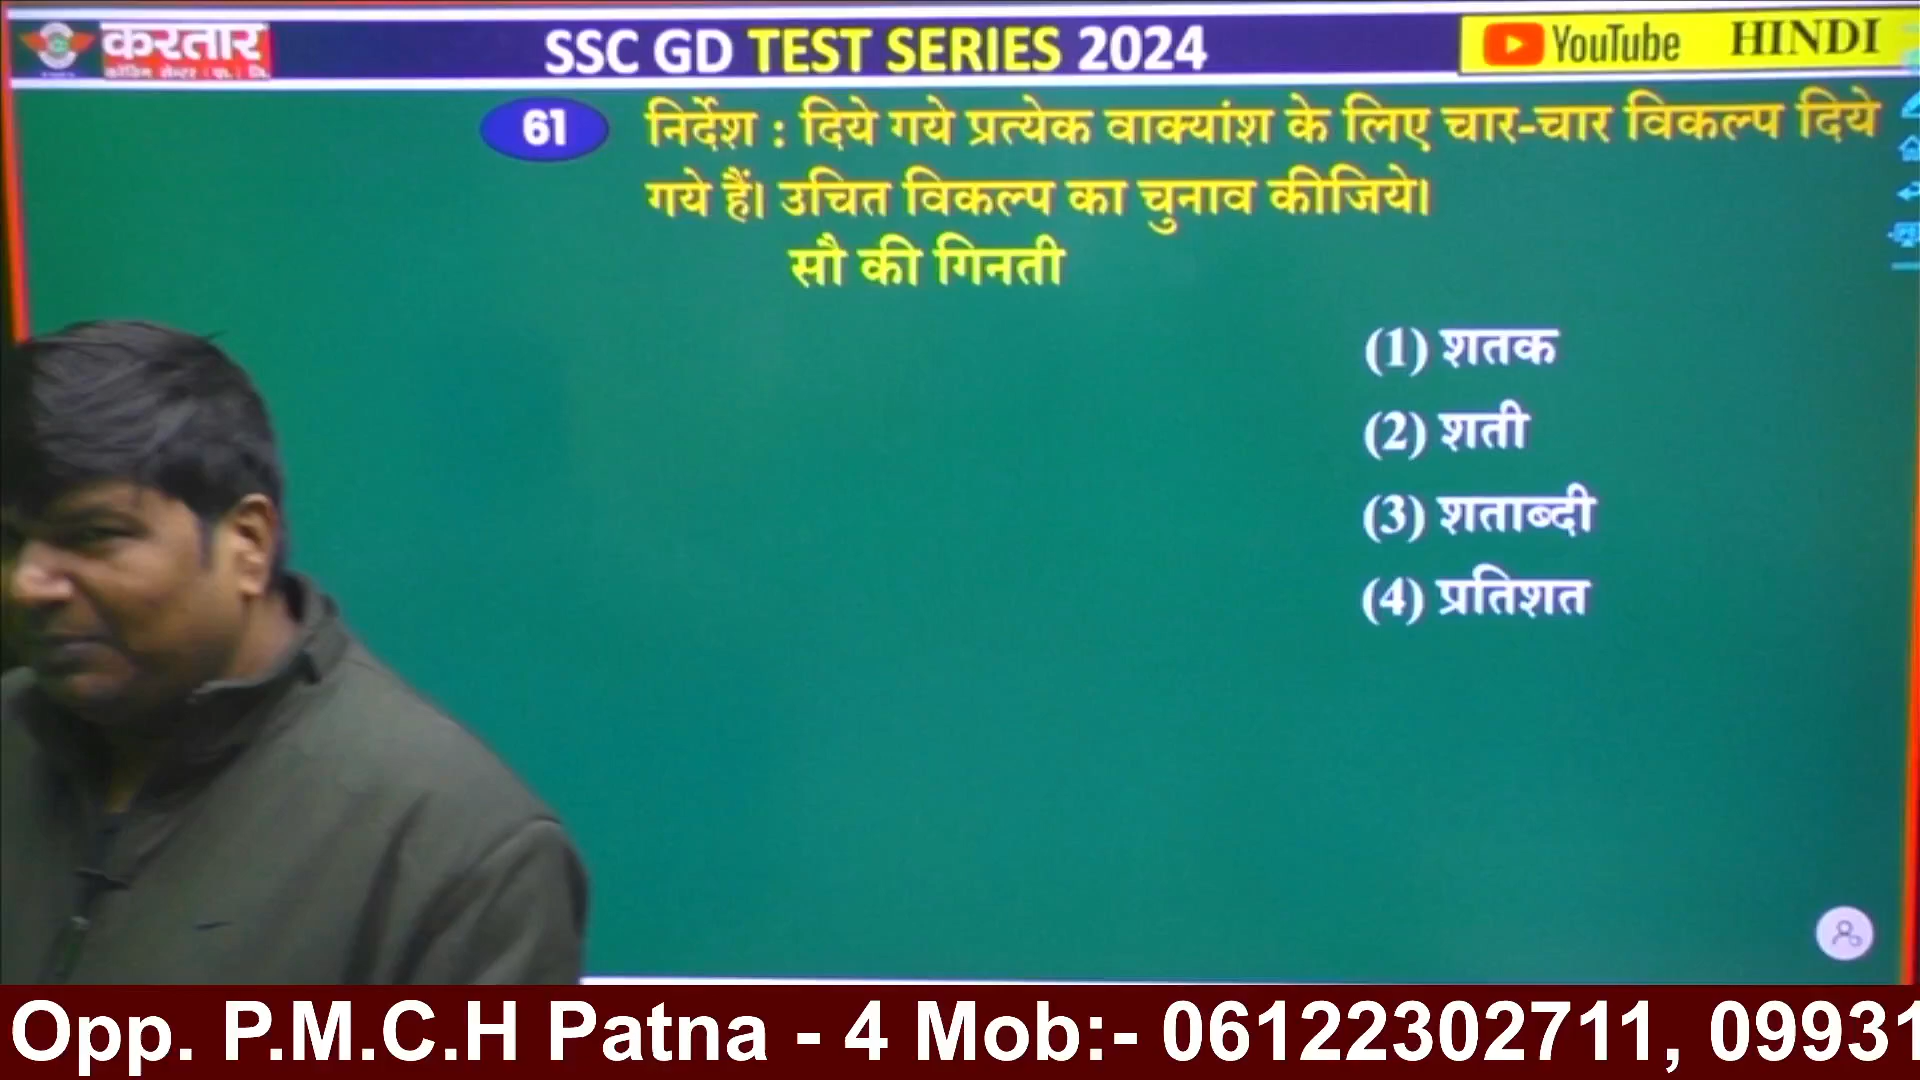 करतार
कोचिंग सेन्टर (प्रा.) लि.
SSC GD TEST SERIES 2024
YouTube HINDI
61 निर्देश : दिये गये प्रत्येक वाक्यांश के लिए चार-चार विकल्प दिये
गये हैं। उचित विकल्प का चुनाव कीजिये।
सौ की गिनती
(1) शतक
(2) शती
(3) शताब्दी
(4) प्रतिशत
Opp. P.M.C.H Patna - 4 Mob:- 06122302711, 09931